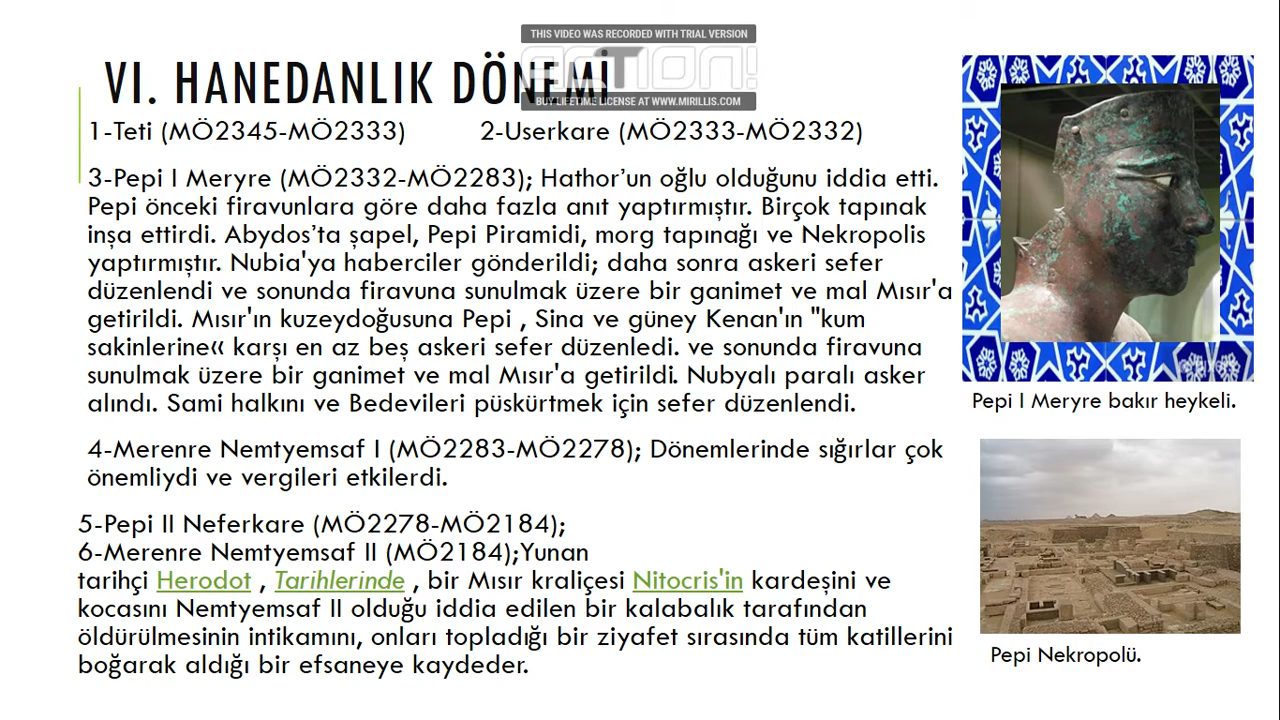 THIS VIDEO WAS RECORDED WITH TRIAL VERSION
ACTION!
BUY LIFETIME LICENSE AT WWW.MIRILLIS.COM
VI. HANEDANLIK DÖNEMİ
1-Teti (MÖ2345-MÖ2333) 2-Userkare (MÖ2333-MÖ2332)
3-Pepi I Meryre (MÖ2332-MÖ2283); Hathor’un oğlu olduğunu iddia etti.
Pepi önceki firavunlara göre daha fazla anıt yaptırmıştır. Birçok tapınak
inşa ettirdi. Abydos’ta şapel, Pepi Piramidi, morg tapınağı ve Nekropolis
yaptırmıştır. Nubia'ya haberciler gönderildi; daha sonra askeri sefer
düzenlendi ve sonunda firavuna sunulmak üzere bir ganimet ve mal Mısır'a
getirildi. Mısır'ın kuzeydoğusuna Pepi , Sina ve güney Kenan'ın "kum
sakinlerine« karşı en az beş askeri sefer düzenledi. ve sonunda firavuna
sunulmak üzere bir ganimet ve mal Mısır'a getirildi. Nubyalı paralı asker
alındı. Sami halkını ve Bedevileri püskürtmek için sefer düzenlendi.
4-Merenre Nemtyemsaf I (MÖ2283-MÖ2278); Dönemlerinde sığırlar çok
önemliydi ve vergileri etkilerdi.
5-Pepi II Neferkare (MÖ2278-MÖ2184);
6-Merenre Nemtyemsaf II (MÖ2184);Yunan
tarihçi Herodot , Tarihlerinde , bir Mısır kraliçesi Nitocris'in kardeşini ve
kocasını Nemtyemsaf II olduğu iddia edilen bir kalabalık tarafından
öldürülmesinin intikamını, onları topladığı bir ziyafet sırasında tüm katillerini
boğarak aldığı bir efsaneye kaydeder.
Pepi I Meryre bakır heykeli.
Pepi Nekropolü.